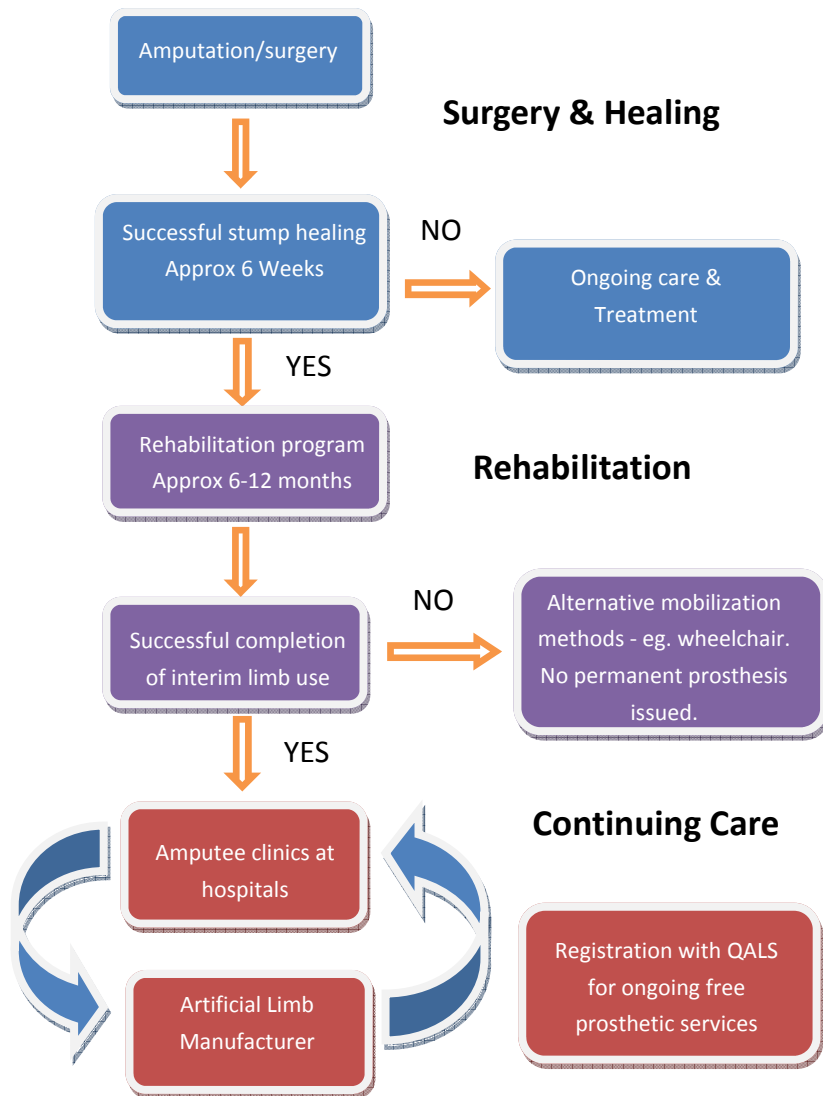 Amputation/surgery
Surgery & Healing
Successful stump healing
Approx 6 Weeks
NO
Ongoing care &
Treatment
YES
Rehabilitation program
Approx 6-12 months
Rehabilitation
Successful completion
of interim limb use
NO
Alternative mobilization
methods - eg. wheelchair.
No permanent prosthesis
issued.
YES
Continuing Care
Amputee clinics at
hospitals
Registration with QALS
for ongoing free
prosthetic services
Artificial Limb
Manufacturer